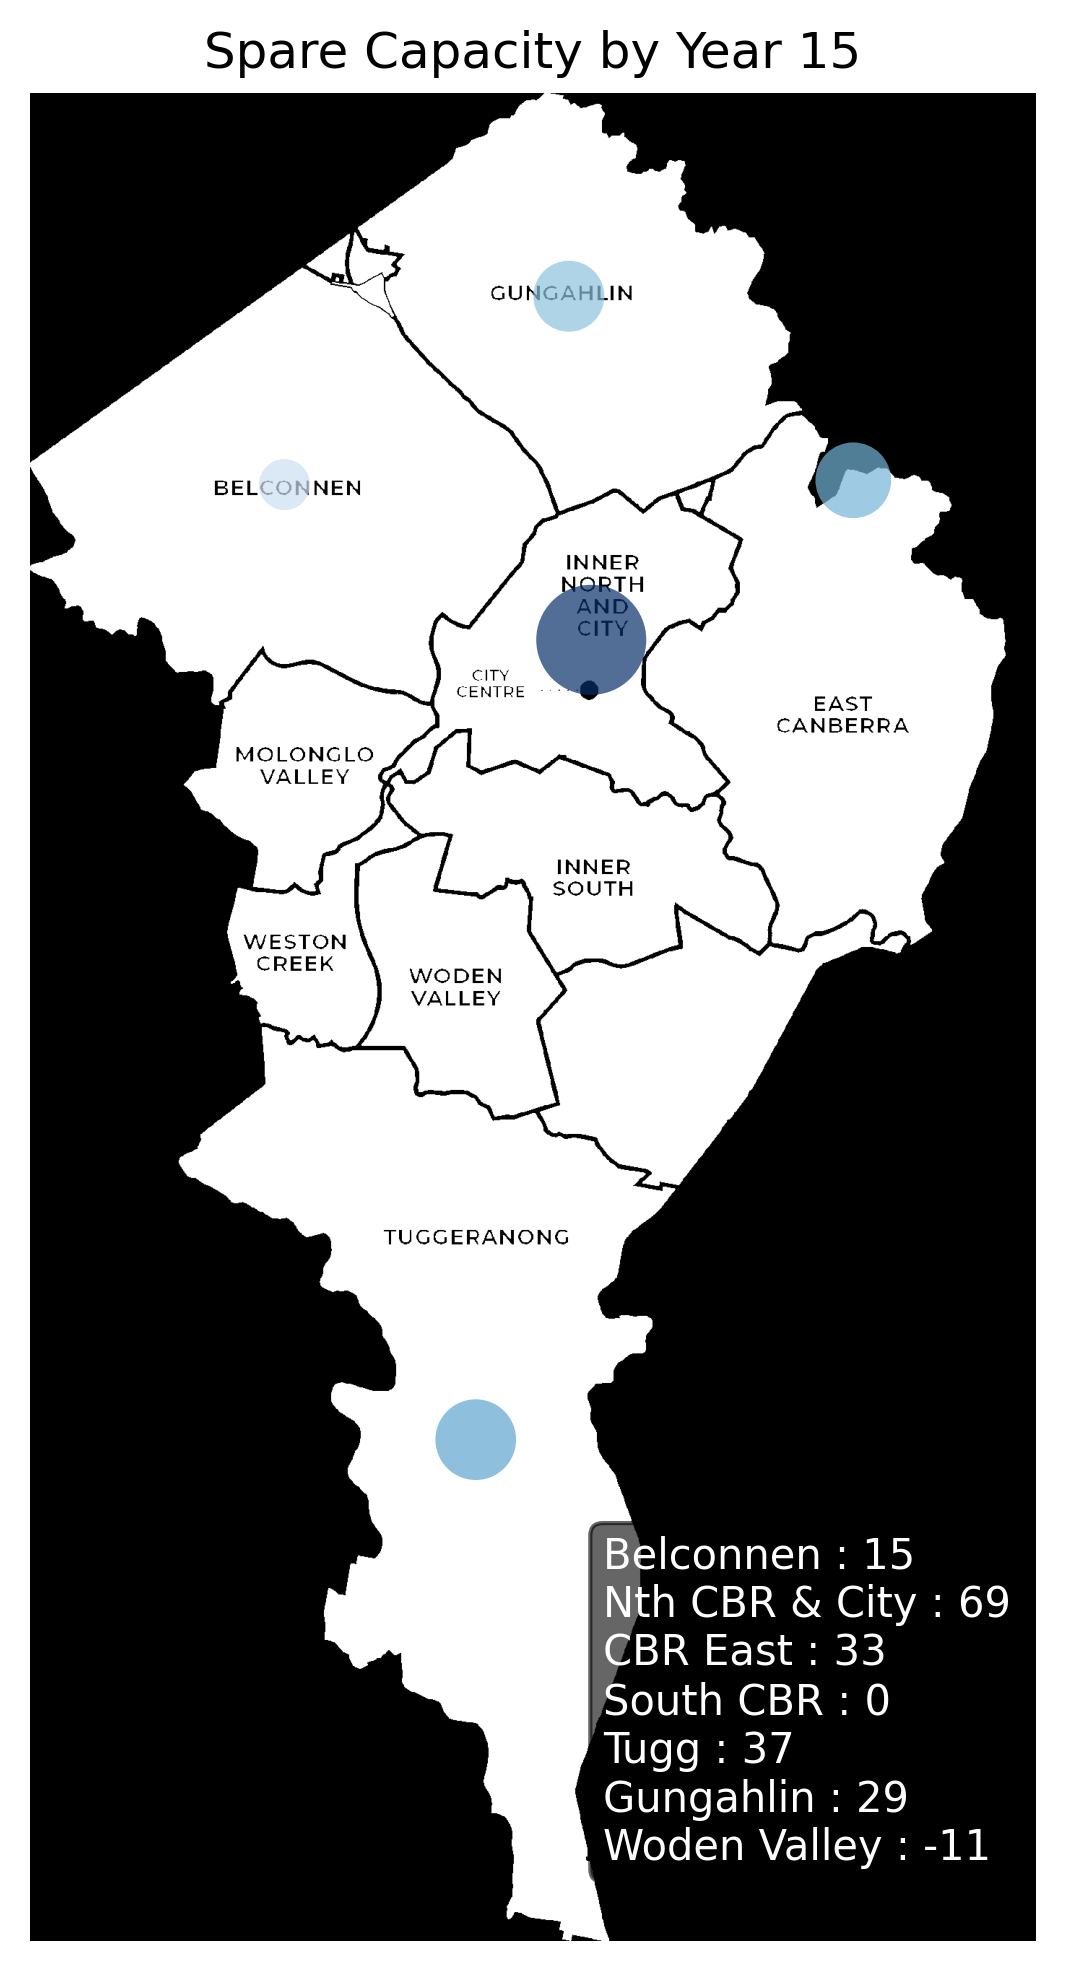 Spare Capacity by Year 15
GUNGAHLIN
BELCONNEN
INNER
NORTH
AND
CITY
CITY
CENTRE
EAST
CANBERRA
MOLONGLO
VALLEY
INNER
SOUTH
WESTON
CREEK
WODEN
VALLEY
TUGGERANONG
Belconnen : 15
Nth CBR & City : 69
CBR East : 33
South CBR : 0
Tugg : 37
Gungahlin : 29
Woden Valley : -11